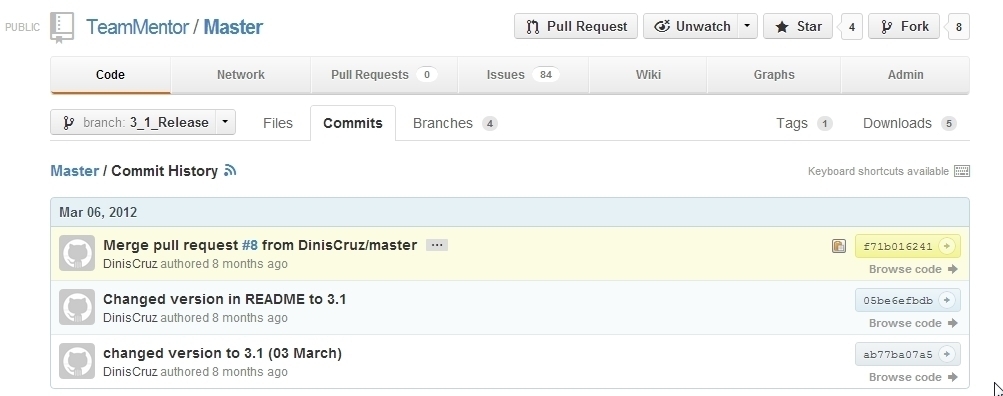 PUBLIC TeamMentor / Master Pull Request Unwatch Star 4 Fork 8
Code Network Pull Requests 0 Issues 84 Wiki Graphs Admin
branch: 3_1_Release Files Commits Branches 4 Tags 1 Downloads 5
Master / Commit History Keyboard shortcuts available
Mar 06, 2012
Merge pull request #8 from DinisCruz/master ... f71b016241
DinisCruz authored 8 months ago Browse code
Changed version in README to 3.1 05be6efbdb
DinisCruz authored 8 months ago Browse code
changed version to 3.1 (03 March) ab77ba07a5
DinisCruz authored 8 months ago Browse code